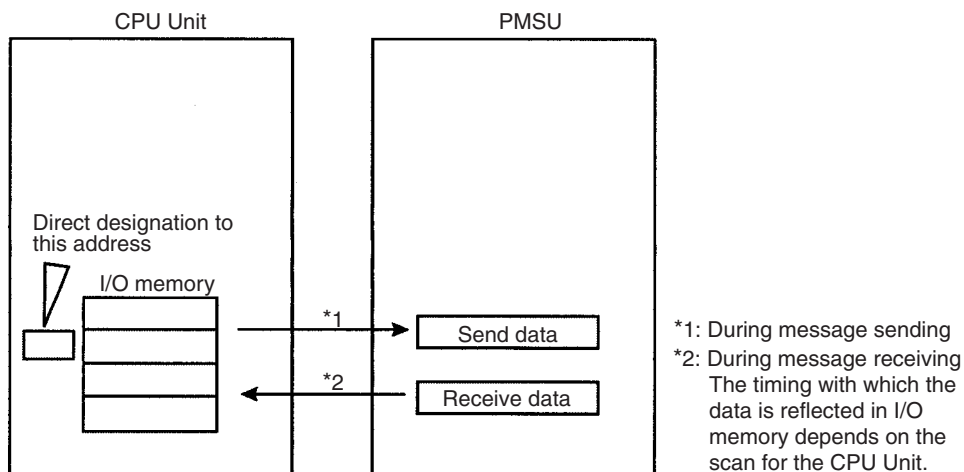 CPU Unit
PMSU
Direct designation to
this address
I/O memory
*1
Send data
*2
Receive data
*1: During message sending
*2: During message receiving
The timing with which the
data is reflected in I/O
memory depends on the
scan for the CPU Unit.